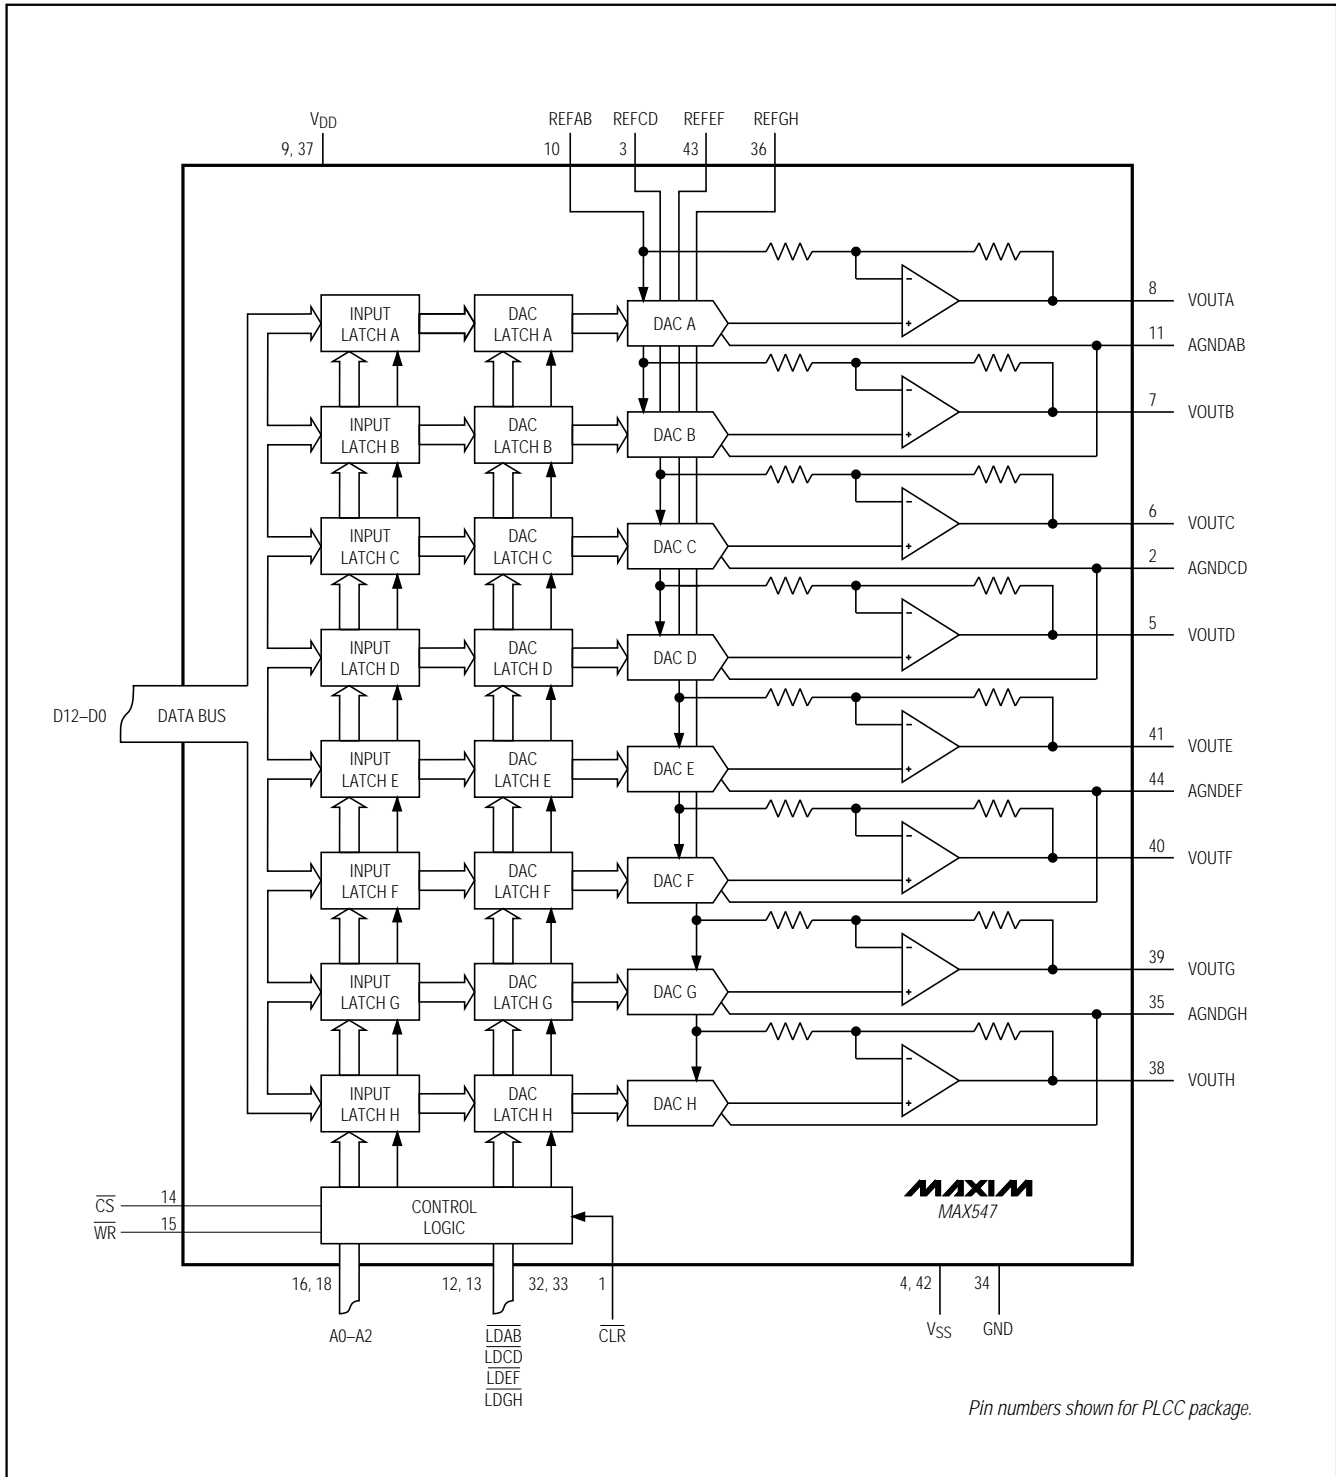 VDD
REFAB REFCD REFEF REFGH
9, 37
10
3
43
36
8
VOUTA
INPUT LATCH A
DAC LATCH A
DAC A
-
+
11
AGNDAB
7
VOUTB
INPUT LATCH B
DAC LATCH B
DAC B
-
+
6
VOUTC
INPUT LATCH C
DAC LATCH C
DAC C
-
+
2
AGNDCD
5
VOUTD
INPUT LATCH D
DAC LATCH D
DAC D
-
+
D12–D0
DATA BUS
41
VOUTE
INPUT LATCH E
DAC LATCH E
DAC E
-
+
44
AGNDEF
40
VOUTF
INPUT LATCH F
DAC LATCH F
DAC F
-
+
39
VOUTG
INPUT LATCH G
DAC LATCH G
DAC G
-
+
35
AGNDGH
38
VOUTH
INPUT LATCH H
DAC LATCH H
DAC H
-
+
CS
14
WR
15
CONTROL LOGIC
MAXIM
MAX547
16, 18
12, 13
32, 33
1
4, 42
34
A0–A2
LDAB
LDCD
LDEF
LDGH
CLR
VSS
GND
Pin numbers shown for PLCC package.